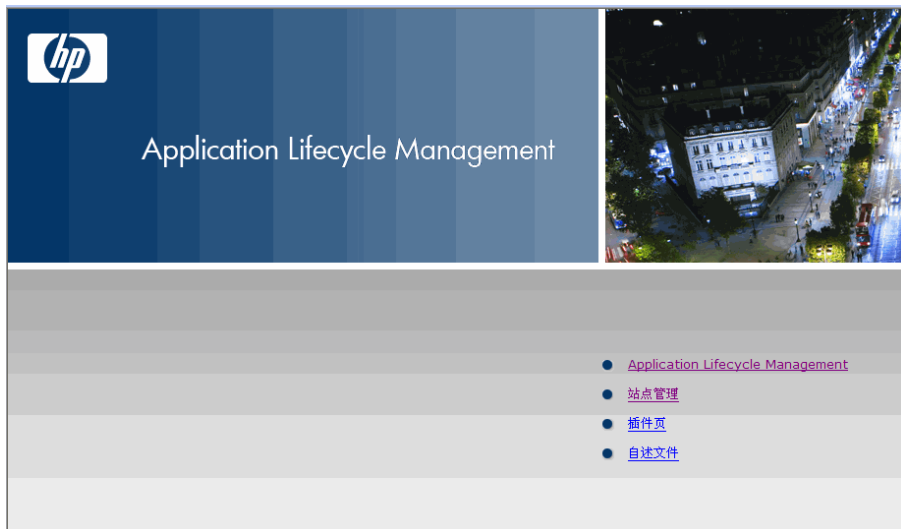 hp
Application Lifecycle Management
Application Lifecycle Management
站点管理
插件页
自述文件